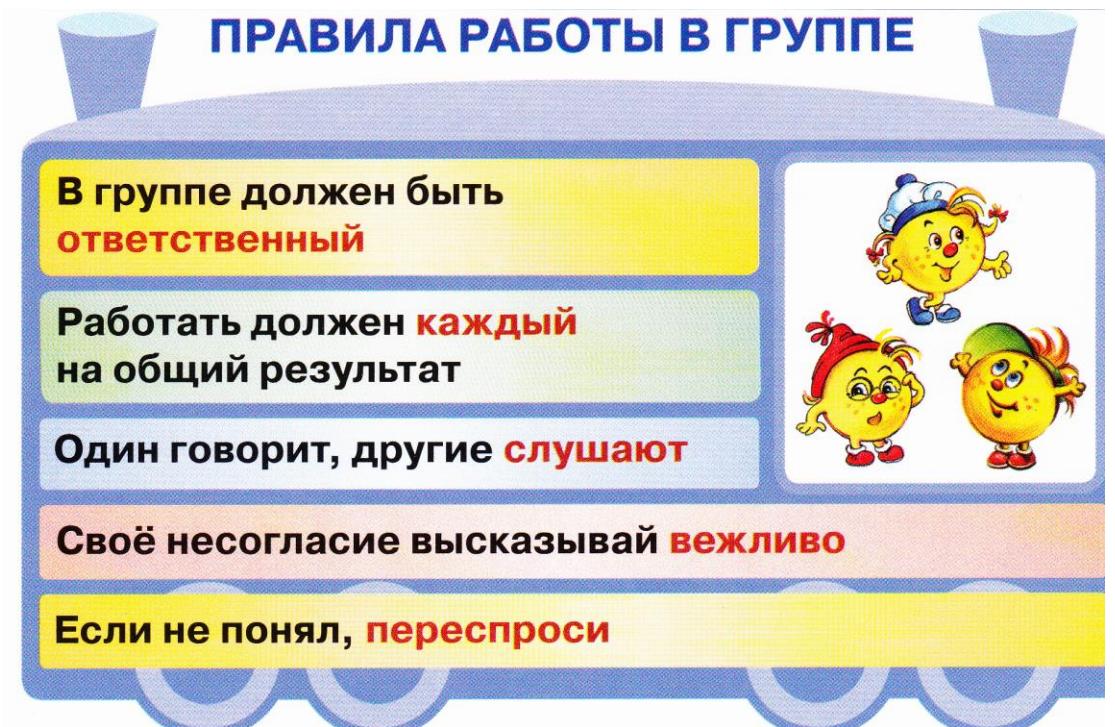 ПРАВИЛА РАБОТЫ В ГРУППЕ
В группе должен быть
ответственный
Работать должен каждый
на общий результат
Один говорит, другие слушают
Своё несогласие высказывай вежливо
Если не понял, переспроси